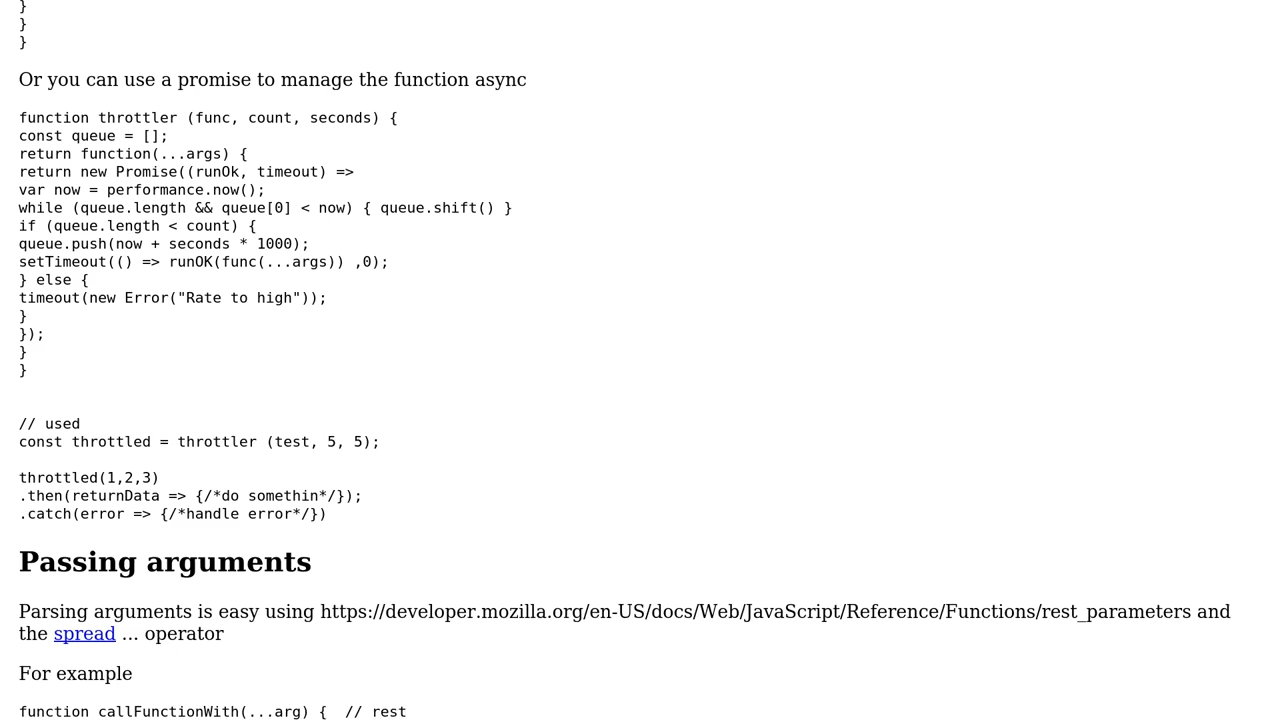 }
}
}
Or you can use a promise to manage the function async
function throttler (func, count, seconds) {
const queue = [];
return function(...args) {
return new Promise((runOk, timeout) =>
var now = performance.now();
while (queue.length && queue[0] < now) { queue.shift() }
if (queue.length < count) {
queue.push(now + seconds * 1000);
setTimeout(() => runOK(func(...args)) ,0);
} else {
timeout(new Error("Rate to high"));
}
});
}
}
// used
const throttled = throttler (test, 5, 5);
throttled(1,2,3)
.then(returnData => {/*do somethin*/});
.catch(error => {/*handle error*/})
Passing arguments
Parsing arguments is easy using https://developer.mozilla.org/en-US/docs/Web/JavaScript/Reference/Functions/rest_parameters and
the spread ... operator
For example
function callFunctionWith(...arg) {  // rest